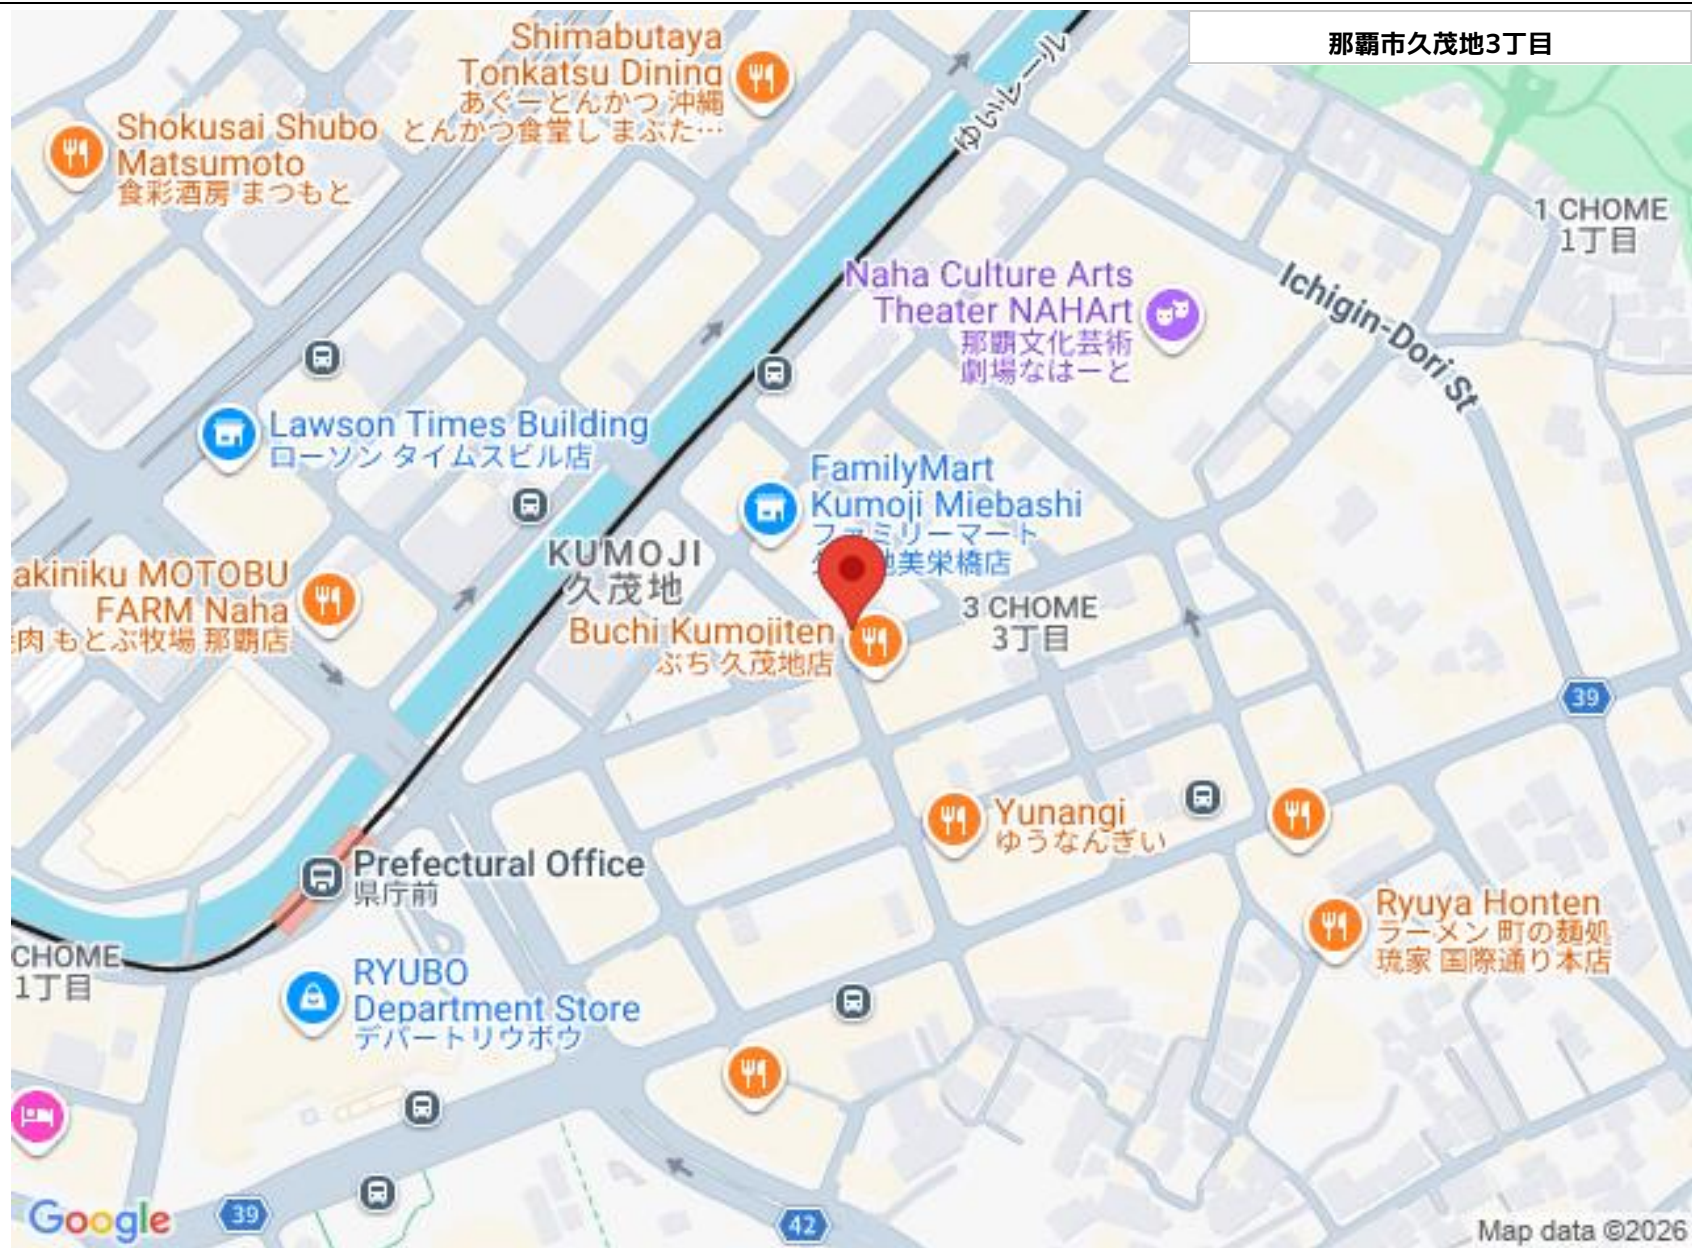 那覇市久茂地3丁目
Shimabutaya
Tonkatsu Dining
あぐーとんかつ 沖縄
とんかつ食堂し まぶた…
Shokusai Shubo
Matsumoto
食彩酒房 まつもと
ゆいレール
1 CHOME
1丁目
Naha Culture Arts
Theater NAHArt
那覇文化芸術
劇場なはーと
Ichigin-Dori St
Lawson Times Building
ローソン タイムスビル店
FamilyMart
Kumoji Miebashi
ファミリーマート
地美栄橋店
KUMOJI
久茂地
akiniku MOTOBU
FARM Naha
肉 もとぶ牧場 那覇店
3 CHOME
3丁目
Buchi Kumojiten
ぶち 久茂地店
39
Yunangi
ゆうなんぎい
Prefectural Office
県庁前
Ryuya Honten
ラーメン 町の麺処
琉家 国際通り本店
CHOME
1丁目
RYUBO
Department Store
デパートリウボウ
Google
39
42
Map data ©2026